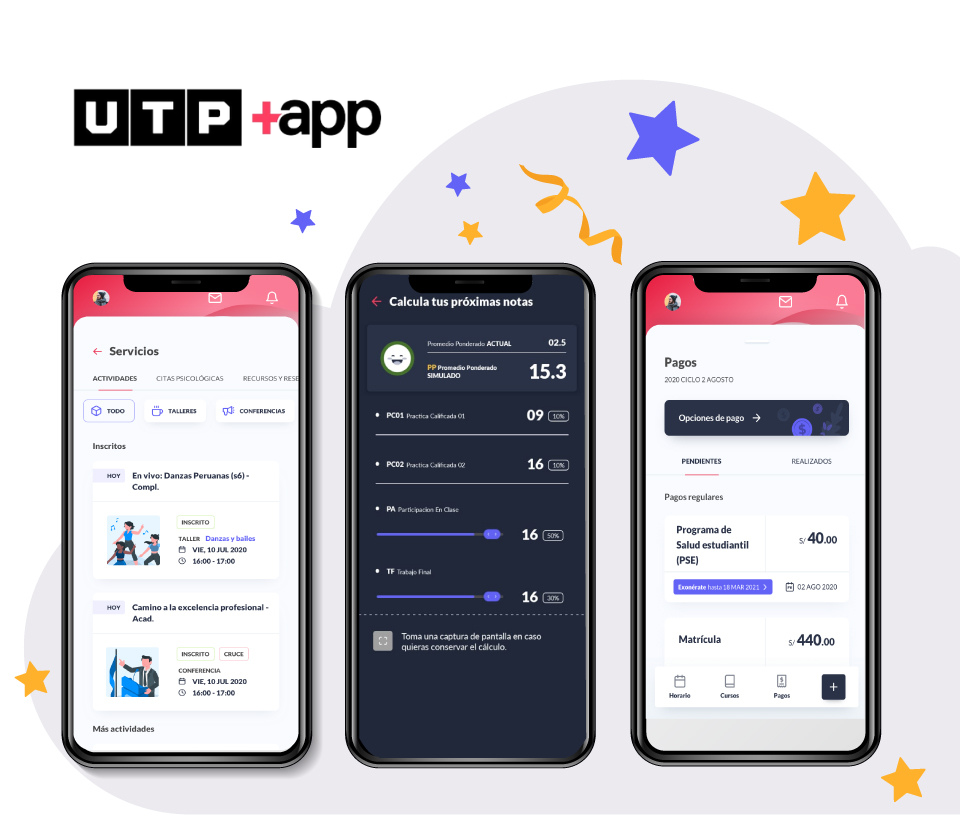 UTP +app
Servicios
ACTIVIDADES CITAS PSICOLÓGICAS RECURSOS Y RESE
TODO TALLERES CONFERENCIAS
Inscritos
HOY En vivo: Danzas Peruanas (s6) -
Compl.
INSCRITO
TALLER Danzas y bailes
VIE, 10 JUL 2020
16:00 - 17:00
HOY Camino a la excelencia profesional -
Acad.
INSCRITO CRUCE
CONFERENCIA
VIE, 10 JUL 2020
16:00 - 17:00
Más actividades
Calcula tus próximas notas
Promedio Ponderado ACTUAL 02.5
PP Promedio Ponderado
SIMULADO 15.3
PC01 Practica Calificada 01 09 10%
PC02 Practica Calificada 02 16 10%
PA Participacion En Clase
16 50%
TF Trabajo Final
16 30%
Toma una captura de pantalla en caso
quieras conservar el cálculo.
Pagos
2020 CICLO 2 AGOSTO
Opciones de pago
$
PENDIENTES REALIZADOS
Pagos regulares
Programa de
Salud estudiantil
(PSE)
S/ 40.00
Exonérate hasta 18 MAR 2021 02 AGO 2020
Matrícula S/ 440.00
Horario Cursos Pagos +